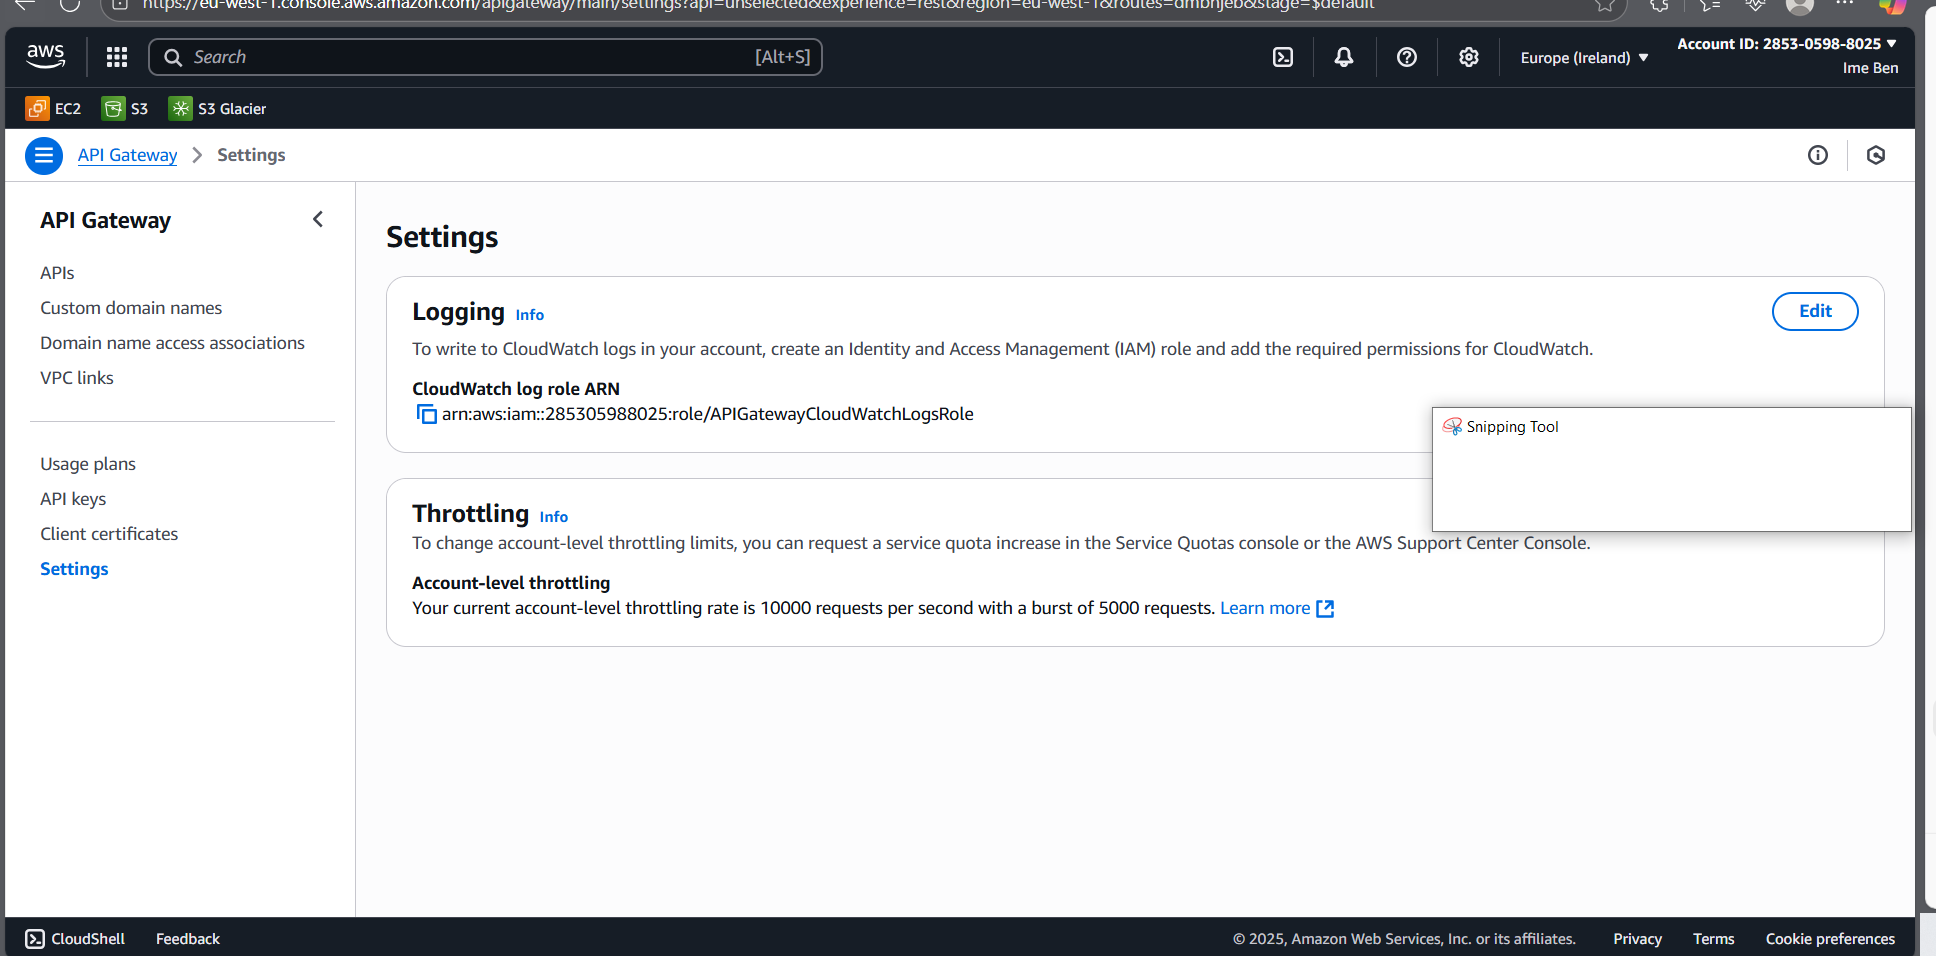 https://eu-west-1.console.aws.amazon.com/apigateway/main/settings?api=unselected&experience=rest&region=eu-west-1&routes=dmbnjeb&stage=$default
aws
Search
[Alt+S]
Europe (Ireland)
Account ID: 2853-0598-8025
Ime Ben
EC2
S3
S3 Glacier
API Gateway
Settings
API Gateway
APIs
Custom domain names
Domain name access associations
VPC links
Usage plans
API keys
Client certificates
Settings
Settings
Logging Info
Edit
To write to CloudWatch logs in your account, create an Identity and Access Management (IAM) role and add the required permissions for CloudWatch.
CloudWatch log role ARN
arn:aws:iam::285305988025:role/APIGatewayCloudWatchLogsRole
Snipping Tool
Throttling Info
To change account-level throttling limits, you can request a service quota increase in the Service Quotas console or the AWS Support Center Console.
Account-level throttling
Your current account-level throttling rate is 10000 requests per second with a burst of 5000 requests. Learn more
CloudShell
Feedback
© 2025, Amazon Web Services, Inc. or its affiliates.
Privacy
Terms
Cookie preferences